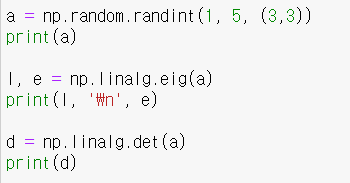 a = np.random.randint(1, 5, (3,3))
print(a)
l, e = np.linalg.eig(a)
print(l, '₩n', e)
d = np.linalg.det(a)
print(d)